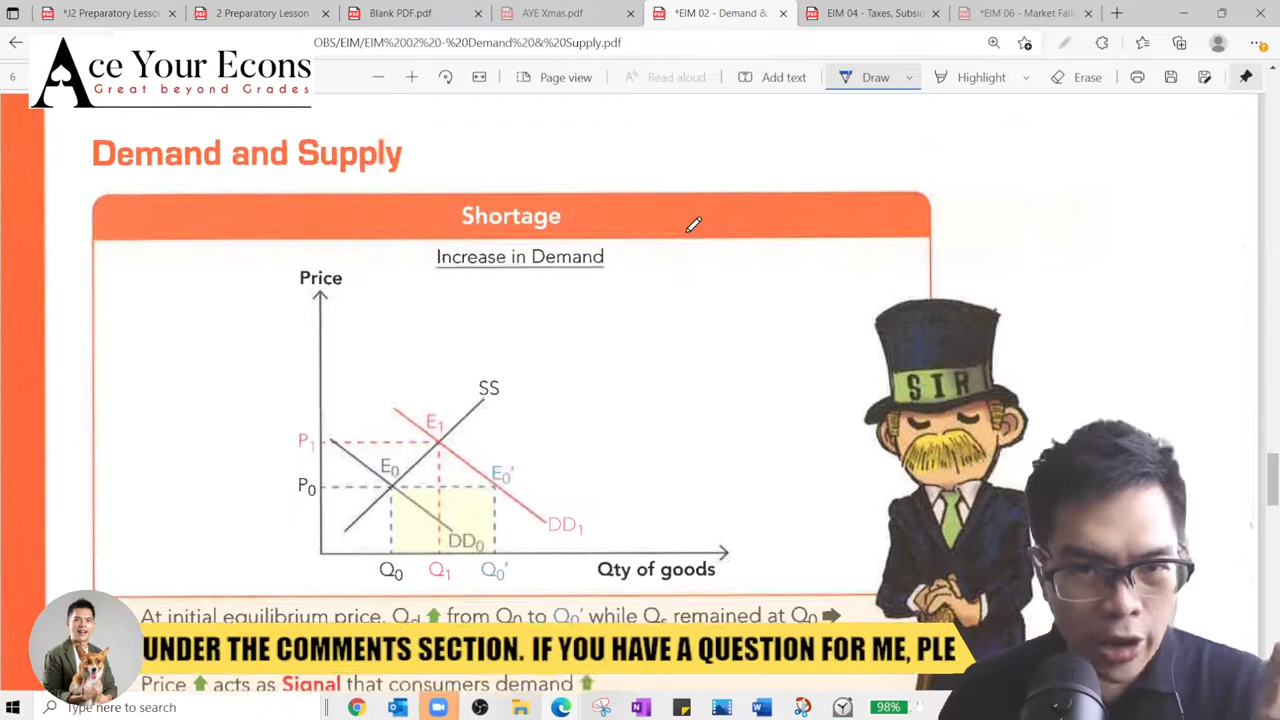 *J2 Preparatory Lesson
2 Preparatory Lesson
Blank PDF.pdf
AYE Xmas.pdf
*EIM 02 - Demand &
EIM 04 - Taxes, Subsi
*EIM 06 - Market Fail
OBS/EIM/EIM%2002%20-%20Demand%20&%20Supply.pdf
Ace Your Econs
Great beyond Grades
6
Page view
Read aloud
Add text
Draw
Highlight
Erase
Demand and Supply
Shortage
Increase in Demand
Price
SS
E₁
P₁
E₀
E₀'
P₀
DD₁
DD₀
Q₀ Q₁ Q₀' Qty of goods
SIR
At initial equilibrium price, Qd ⬆ from Q₀ to Q₀' while Qs remained at Q₀ ➡
UNDER THE COMMENTS SECTION. IF YOU HAVE A QUESTION FOR ME, PLE
Price ⬆ acts as Signal that consumers demand ⬆
Type here to search
98%